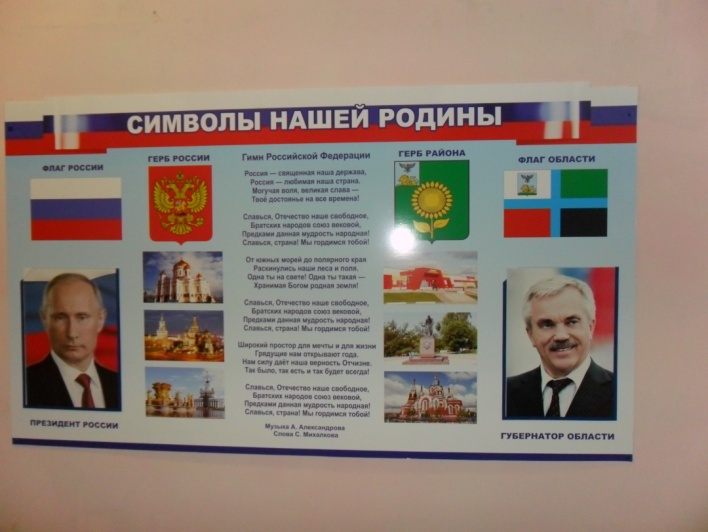 СИМВОЛЫ НАШЕЙ РОДИНЫ
ФЛАГ РОССИИ
ГЕРБ РОССИИ
Гимн Российской Федерации
ГЕРБ РАЙОНА
ФЛАГ ОБЛАСТИ
Россия — священная наша держава,
Россия — любимая наша страна.
Могучая воля, великая слава —
Твоё достоянье на все времена!
Славься, Отечество наше свободное,
Братских народов союз вековой,
Предками данная мудрость народная!
Славься, страна! Мы гордимся тобой!
От южных морей до полярного края
Раскинулись наши леса и поля.
Одна ты на свете! Одна ты такая —
Хранимая Богом родная земля!
Славься, Отечество наше свободное,
Братских народов союз вековой,
Предками данная мудрость народная!
Славься, страна! Мы гордимся тобой!
Широкий простор для мечты и для жизни
Грядущие нам открывают года.
Нам силу даёт наша верность Отчизне.
Так было, так есть и так будет всегда!
Славься, Отечество наше свободное,
Братских народов союз вековой,
Предками данная мудрость народная!
Славься, страна! Мы гордимся тобой!
Музыка А. Александрова
Слова С. Михалкова
ПРЕЗИДЕНТ РОССИИ
ГУБЕРНАТОР ОБЛАСТИ